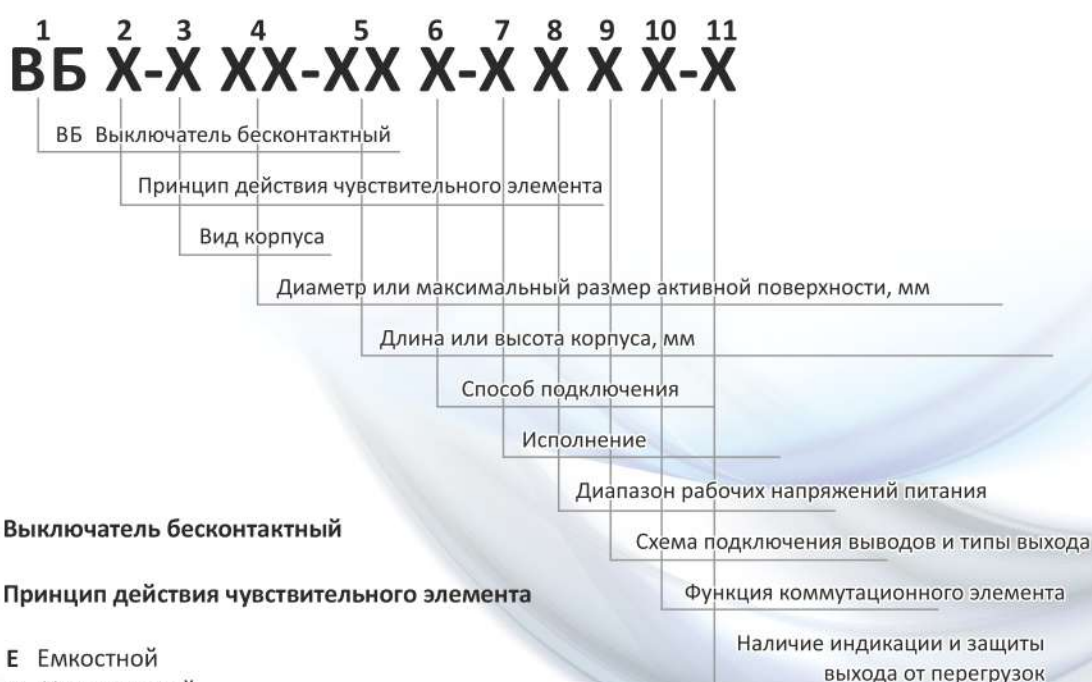 1 2 3 4 5 6 7 8 9 10 11
ВБ Х-Х ХХ-ХХ Х-Х Х Х Х-Х
ВБ Выключатель бесконтактный
Принцип действия чувствительного элемента
Вид корпуса
Диаметр или максимальный размер активной поверхности, мм
Длина или высота корпуса, мм
Способ подключения
Исполнение
Диапазон рабочих напряжений питания
Схема подключения выводов и типы выхода
Функция коммутационного элемента
Наличие индикации и защиты
выхода от перегрузок
Выключатель бесконтактный
Принцип действия чувствительного элемента
Е Емкостной